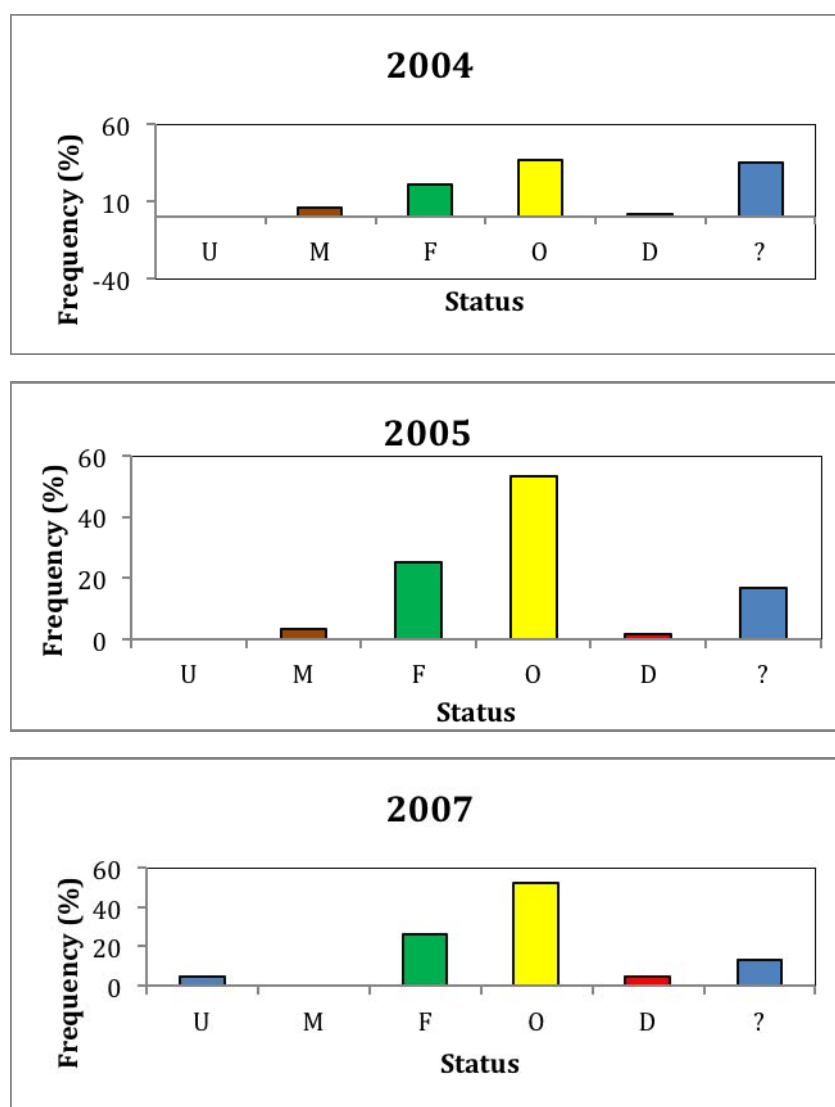 2004
Frequency (%)
60
10
-40
U M F O D ?
Status
2005
Frequency (%)
60
40
20
0
U M F O D ?
Status
2007
Frequency (%)
60
40
20
0
U M F O D ?
Status